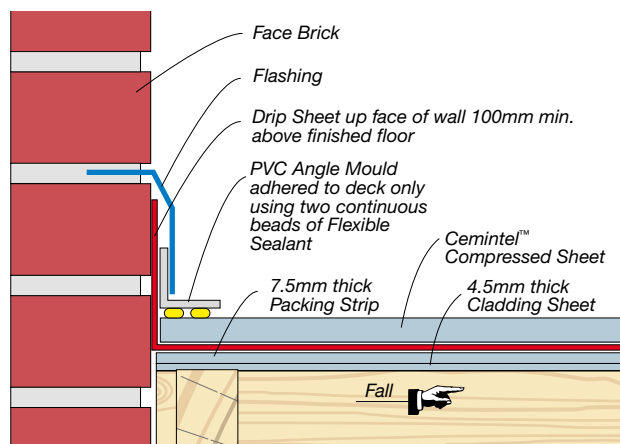 Face Brick
Flashing
Drip Sheet up face of wall 100mm min.
above finished floor
PVC Angle Mould
adhered to deck only
using two continuous
beads of Flexible
Sealant
Cemintel™
Compressed Sheet
7.5mm thick
Packing Strip
4.5mm thick
Cladding Sheet
Fall